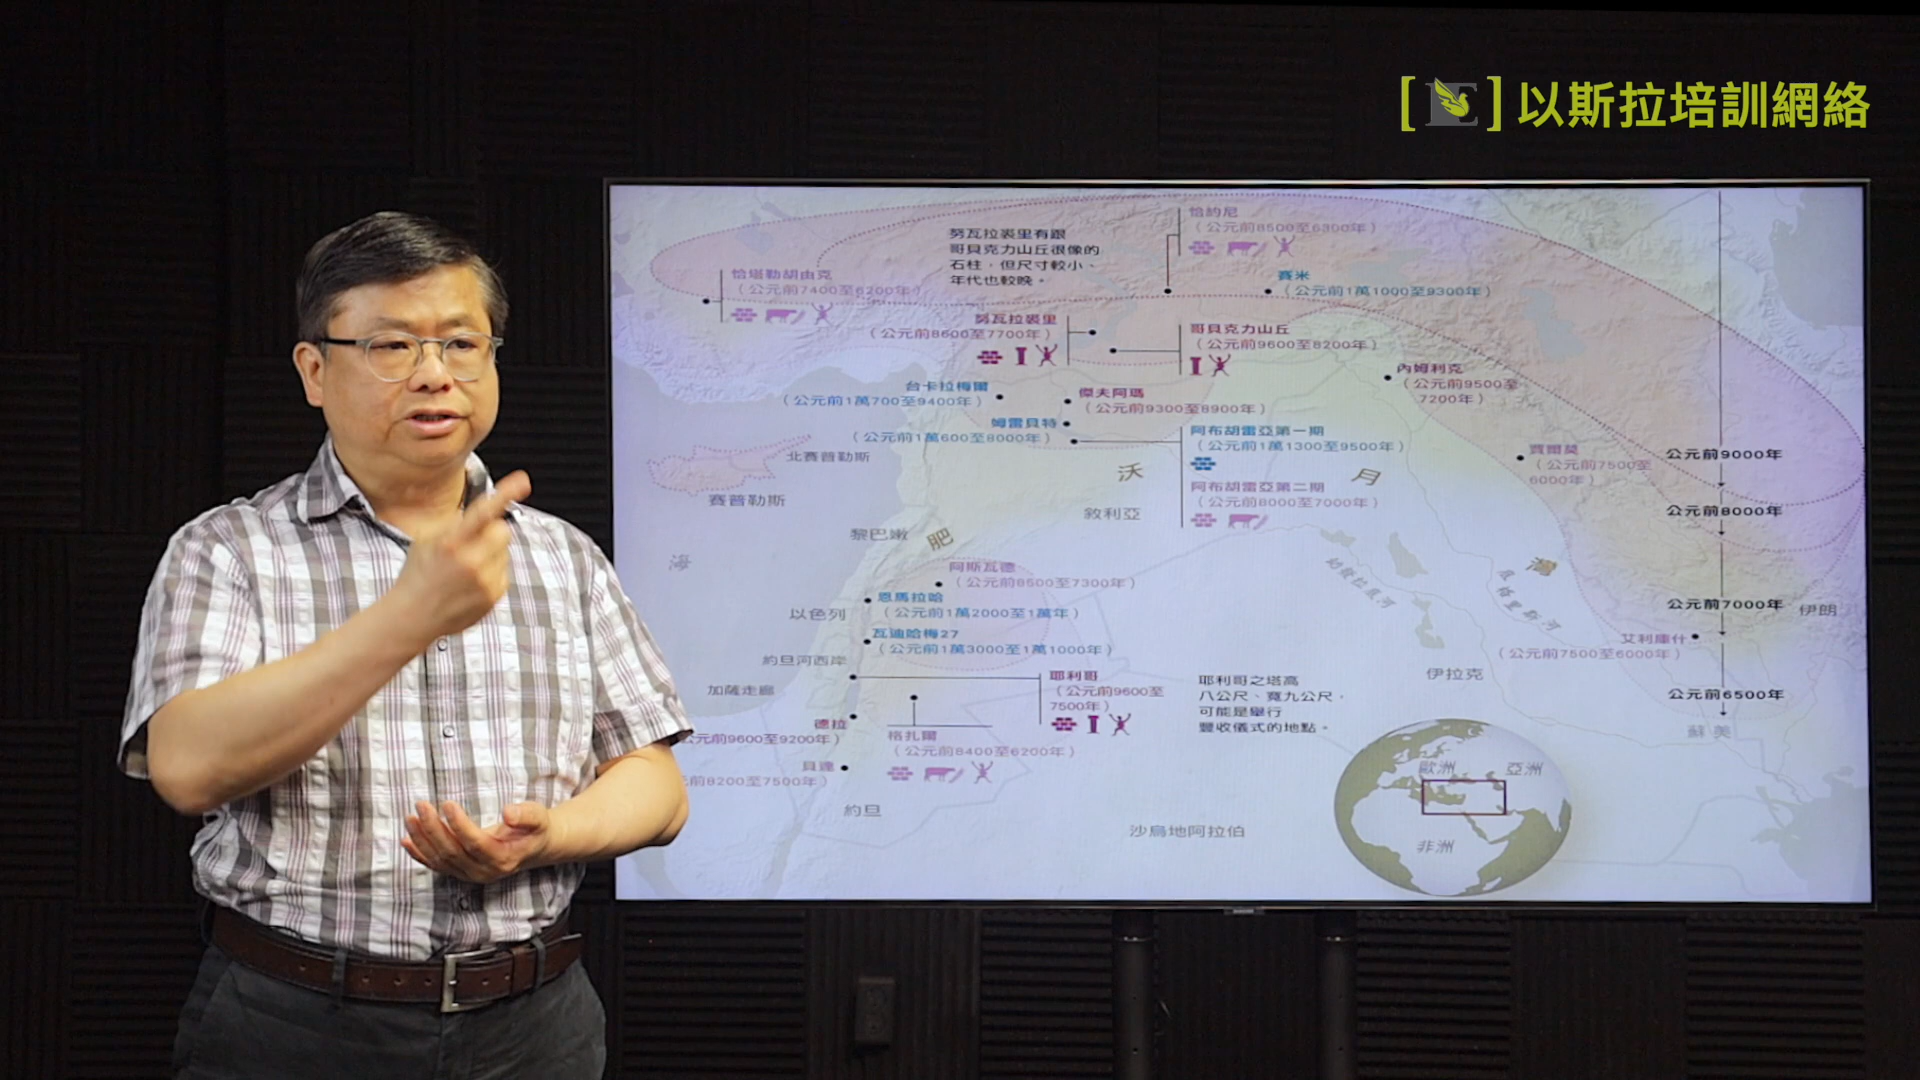 以斯拉培訓網絡
恰約尼
（公元前8500至6300年）
努瓦拉裘里有跟
哥貝克力山丘很像的
石柱，但尺寸較小、
年代也較晚。
恰塔勒胡由克
（公元前7400至6200年）
賽米
（公元前1萬1000至9300年）
努瓦拉裘里
（公元前8600至7700年）
哥貝克力山丘
（公元前9600至8200年）
內姆利克
（公元前9500至
7200年）
台卡拉梅爾
（公元前1萬700至9400年）
傑夫阿瑪
（公元前9300至8900年）
姆雷貝特
（公元前1萬600至8000年）
阿布胡雷亞第一期
（公元前1萬1300至9500年）
賈爾莫
（公元前7500至
6000年）
公元前9000年
北賽普勒斯
賽普勒斯
沃
月
阿布胡雷亞第二期
（公元前8000至7000年）
公元前8000年
敘利亞
黎巴嫩
肥
海
灣
幼發拉底河
底格里斯河
阿斯瓦德
（公元前8500至7300年）
恩馬拉哈
（公元前1萬2000至1萬年）
以色列
公元前7000年
伊朗
瓦迪哈梅27
（公元前1萬3000至1萬1000年）
艾利庫什
（公元前7500至6000年）
約旦河西岸
加薩走廊
耶利哥
（公元前9600至
7500年）
耶利哥之塔高
八公尺、寬九公尺，
可能是舉行
豐收儀式的地點。
伊拉克
公元前6500年
蘇美
德拉
公元前9600至9200年）
格扎爾
（公元前8400至6200年）
貝達
元前8200至7500年）
約旦
沙烏地阿拉伯
歐洲
亞洲
非洲